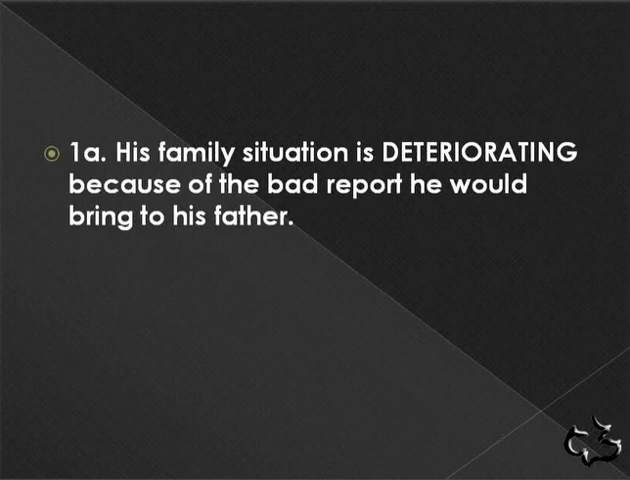 1a. His family situation is DETERIORATING
because of the bad report he would
bring to his father.